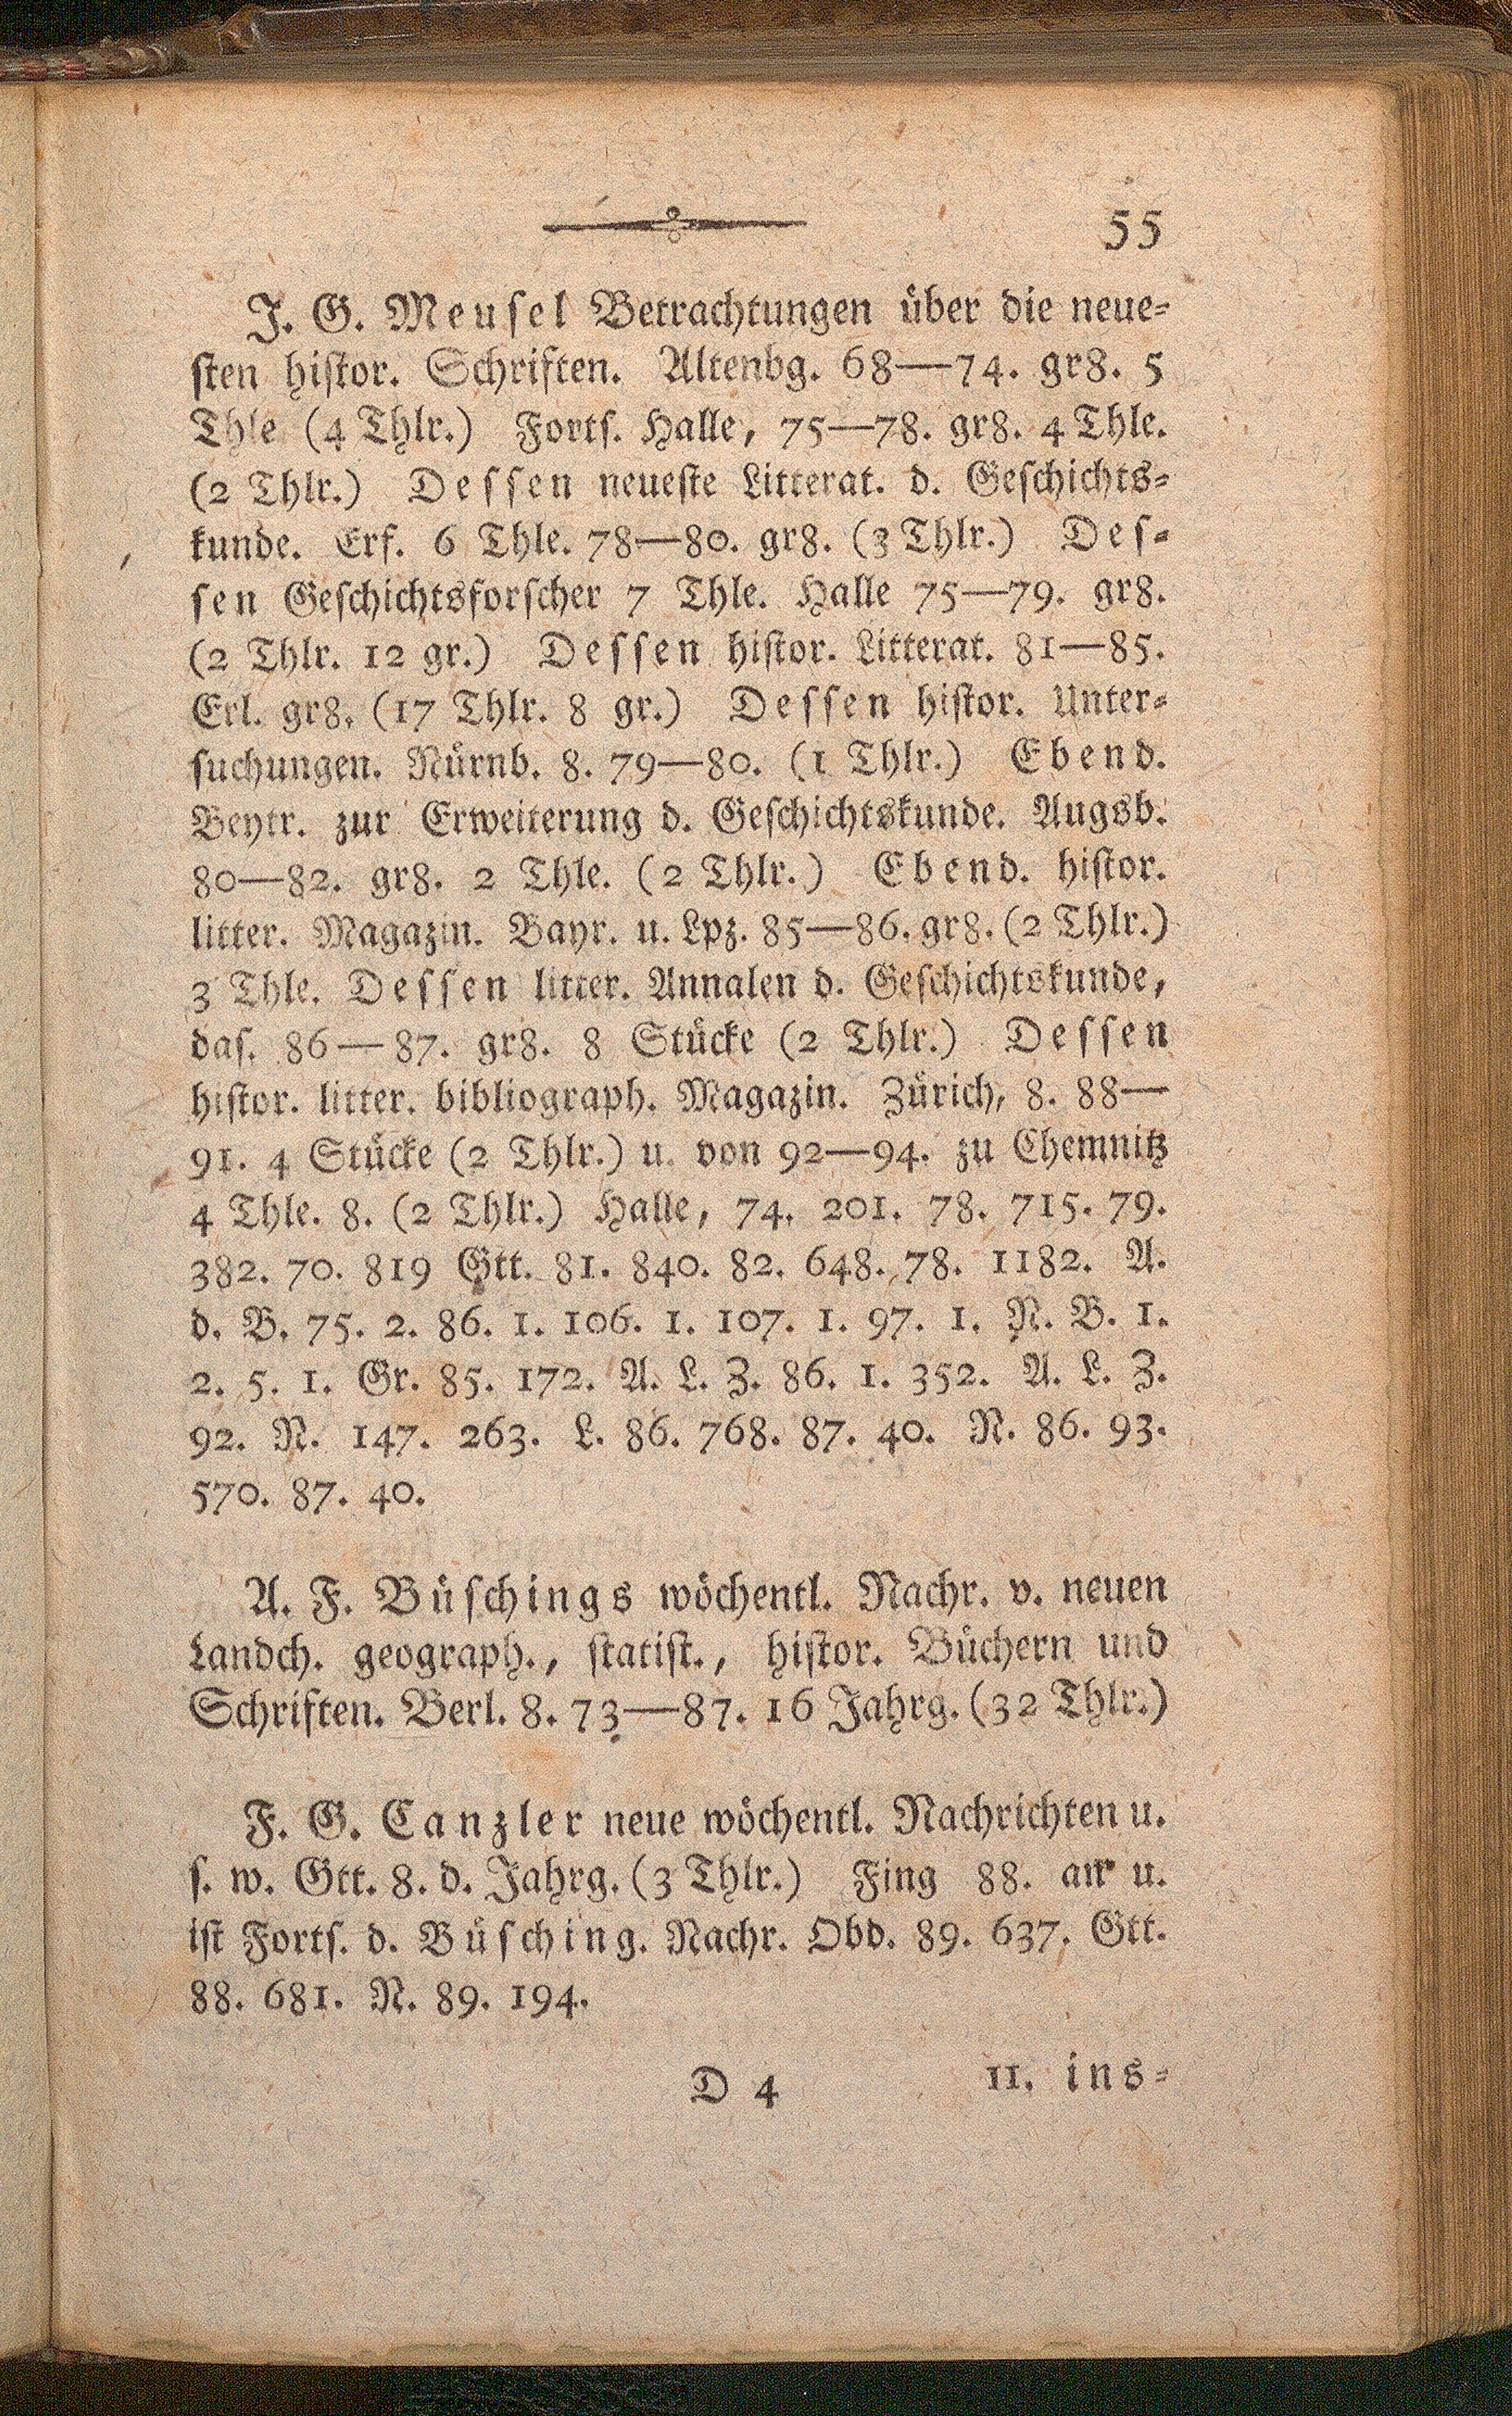 55
J. G. Meusel Betrachtungen über die neue-
sten histor. Schriften. Altenbg. 68—74. gr8. 5
Thle (4 Thlr.) Forts. Halle, 75—78. gr8. 4 Thle.
(2 Thlr.) Dessen neueste Litterat. d. Geschichts-
kunde. Erf. 6 Thle. 78—80. gr8. (3 Thlr.) Des-
sen Geschichtsforscher 7 Thle. Halle 75—79. gr8.
(2 Thlr. 12 gr.) Dessen histor. Litterat. 81—85.
Erl. gr8. (17 Thlr. 8 gr.) Dessen histor. Unter-
suchungen. Nürnb. 8. 79—80. (1 Thlr.) Ebend.
Beytr. zur Erweiterung d. Geschichtskunde. Augsb.
80—82. gr8. 2 Thle. (2 Thlr.) Ebend. histor.
litter. Magazin. Bayr. u. Lpz. 85—86. gr8. (2 Thlr.)
3 Thle. Dessen litter. Annalen d. Geschichtskunde,
das. 86—87. gr8. 8 Stücke (2 Thlr.) Dessen
histor. litter. bibliograph. Magazin. Zürich, 8. 88—
91. 4 Stücke (2 Thlr.) u. von 92—94. zu Chemnitz
4 Thle. 8. (2 Thlr.) Halle, 74. 201. 78. 715. 79.
382. 70. 819 Gtt. 81. 840. 82. 648. 78. 1182. A.
d. B. 75. 2. 86. 1. 106. 1. 107. 1. 97. 1. N. B. 1.
2. 5. 1. Gr. 85. 172. A. L. Z. 86. 1. 352. A. L. Z.
92. N. 147. 263. L. 86. 768. 87. 40. N. 86. 93.
570. 87. 40.
A. F. Büschings wöchentl. Nachr. v. neuen
Landch. geograph., statist., histor. Büchern und
Schriften. Berl. 8. 73—87. 16 Jahrg. (32 Thlr.)
F. G. Canzler neue wöchentl. Nachrichten u.
s. w. Gtt. 8. d. Jahrg. (3 Thlr.) Fing 88. an u.
ist Forts. d. Büsching. Nachr. Obd. 89. 637. Gtt.
88. 681. N. 89. 194.
D 4 11. ins-